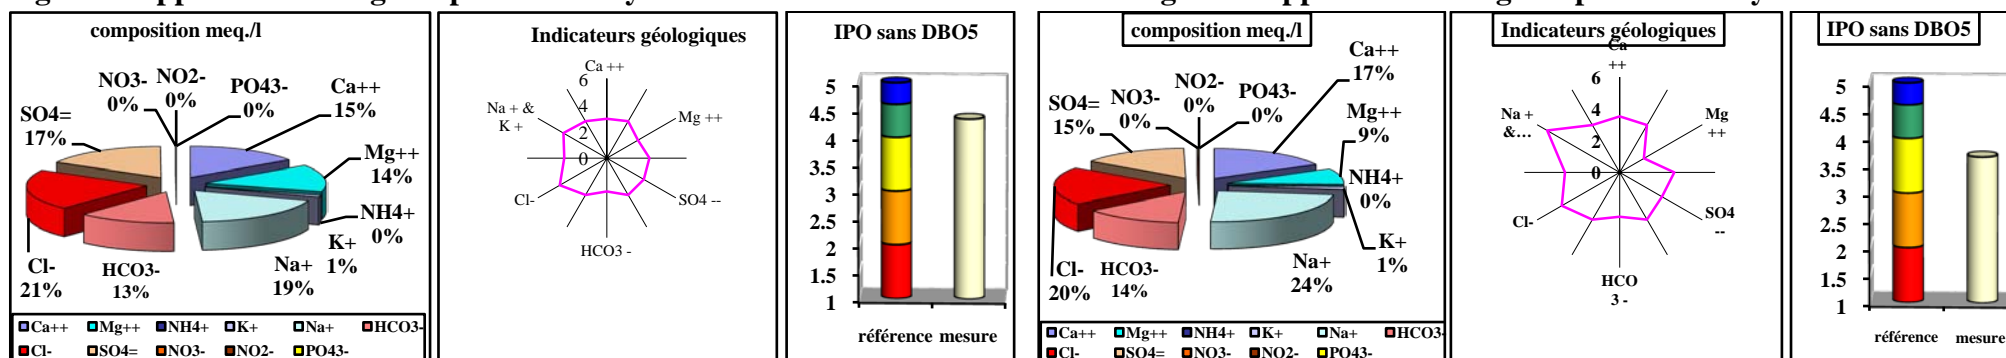 composition meq./l
NO3-
0%
NO2-
0%
PO43-
0%
Ca++
15%
SO4=
17%
Mg++
14%
NH4+
0%
K+
1%
Na+
19%
HCO3-
13%
Cl-
21%
Ca++ Mg++ NH4+ K+ Na+ HCO3-
Cl- SO4= NO3- NO2- PO43-
Indicateurs géologiques
Ca ++
6
4
2
0
Na + &
K +
Mg ++
Cl-
SO4 --
HCO3 -
IPO sans DBO5
5
4.5
4
3.5
3
2.5
2
1.5
1
référence mesure
composition meq./l
Ca++
17%
NO2-
0%
PO43-
0%
NO3-
0%
SO4=
15%
Mg++
9%
NH4+
0%
K+
1%
Na+
24%
HCO3-
14%
Cl-
20%
Ca++ Mg++ NH4+ K+ Na+ HCO3-
Cl- SO4= NO3- NO2- PO43-
Indicateurs géologiques
Ca
++
6
4
2
0
Na +
&...
Mg
++
Cl-
SO4
--
HCO
3 -
IPO sans DBO5
5
4.5
4
3.5
3
2.5
2
1.5
1
référence mesure